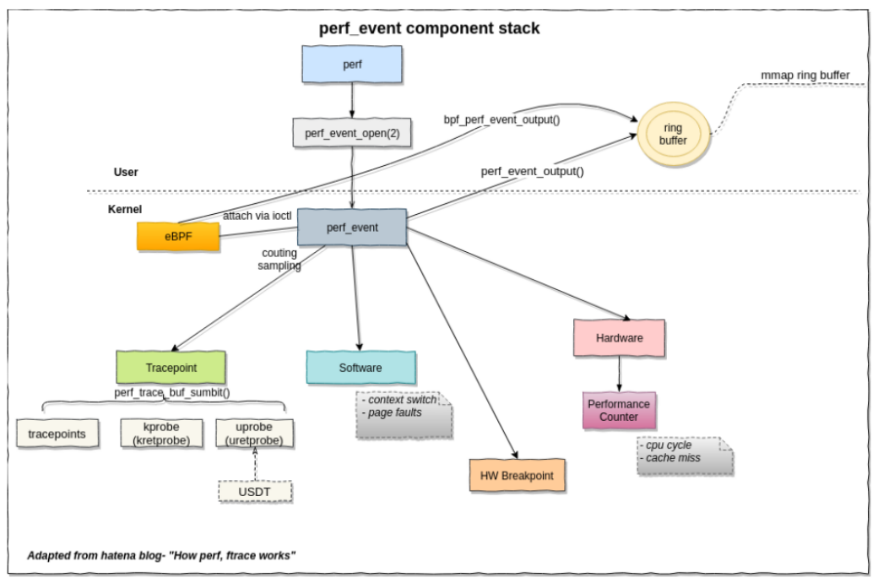 perf_event component stack
perf
mmap ring buffer
bpf_perf_event_output()
ring
buffer
perf_event_open(2)
User
perf_event_output()
Kernel
attach via ioctl
eBPF
perf_event
couting
sampling
Hardware
Tracepoint
Software
perf_trace_buf_sumbit()
- context switch
- page faults
Performance
Counter
tracepoints
kprobe
(kretprobe)
uprobe
(uretprobe)
- cpu cycle
- cache miss
HW Breakpoint
USDT
Adapted from hatena blog- "How perf, ftrace works"